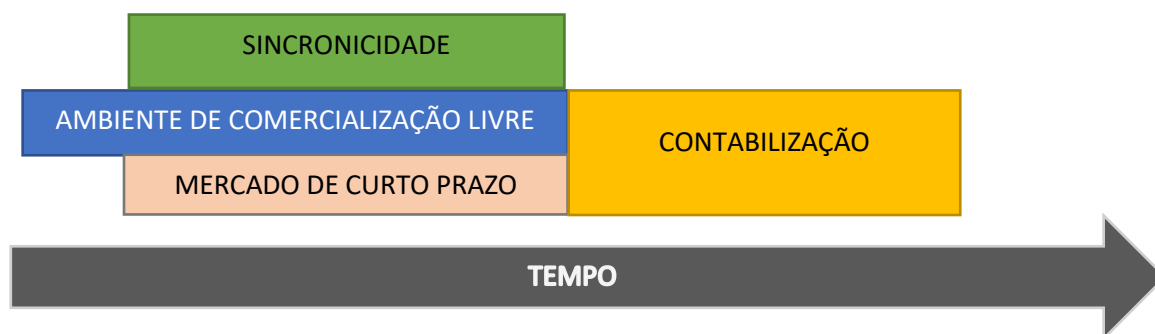 SINCRONICIDADE
AMBIENTE DE COMERCIALIZAÇÃO LIVRE
CONTABILIZAÇÃO
MERCADO DE CURTO PRAZO
TEMPO